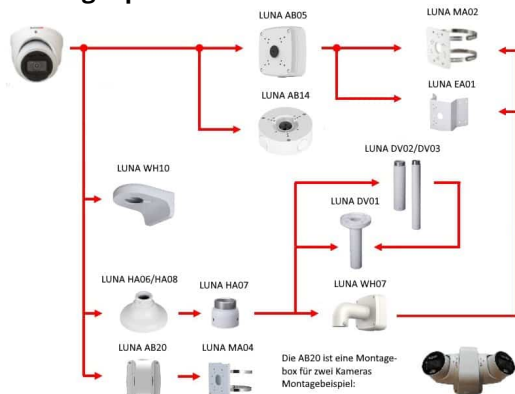 LUNA AB05
LUNA MA02
LUNA EA01
LUNA AB14
LUNA DV02/DV03
LUNA WH10
LUNA DV01
LUNA HA06/HA08
LUNA HA07
LUNA WH07
LUNA AB20
LUNA MA04
Die AB20 ist eine Montage-
box für zwei Kameras
Montagebeispiel: